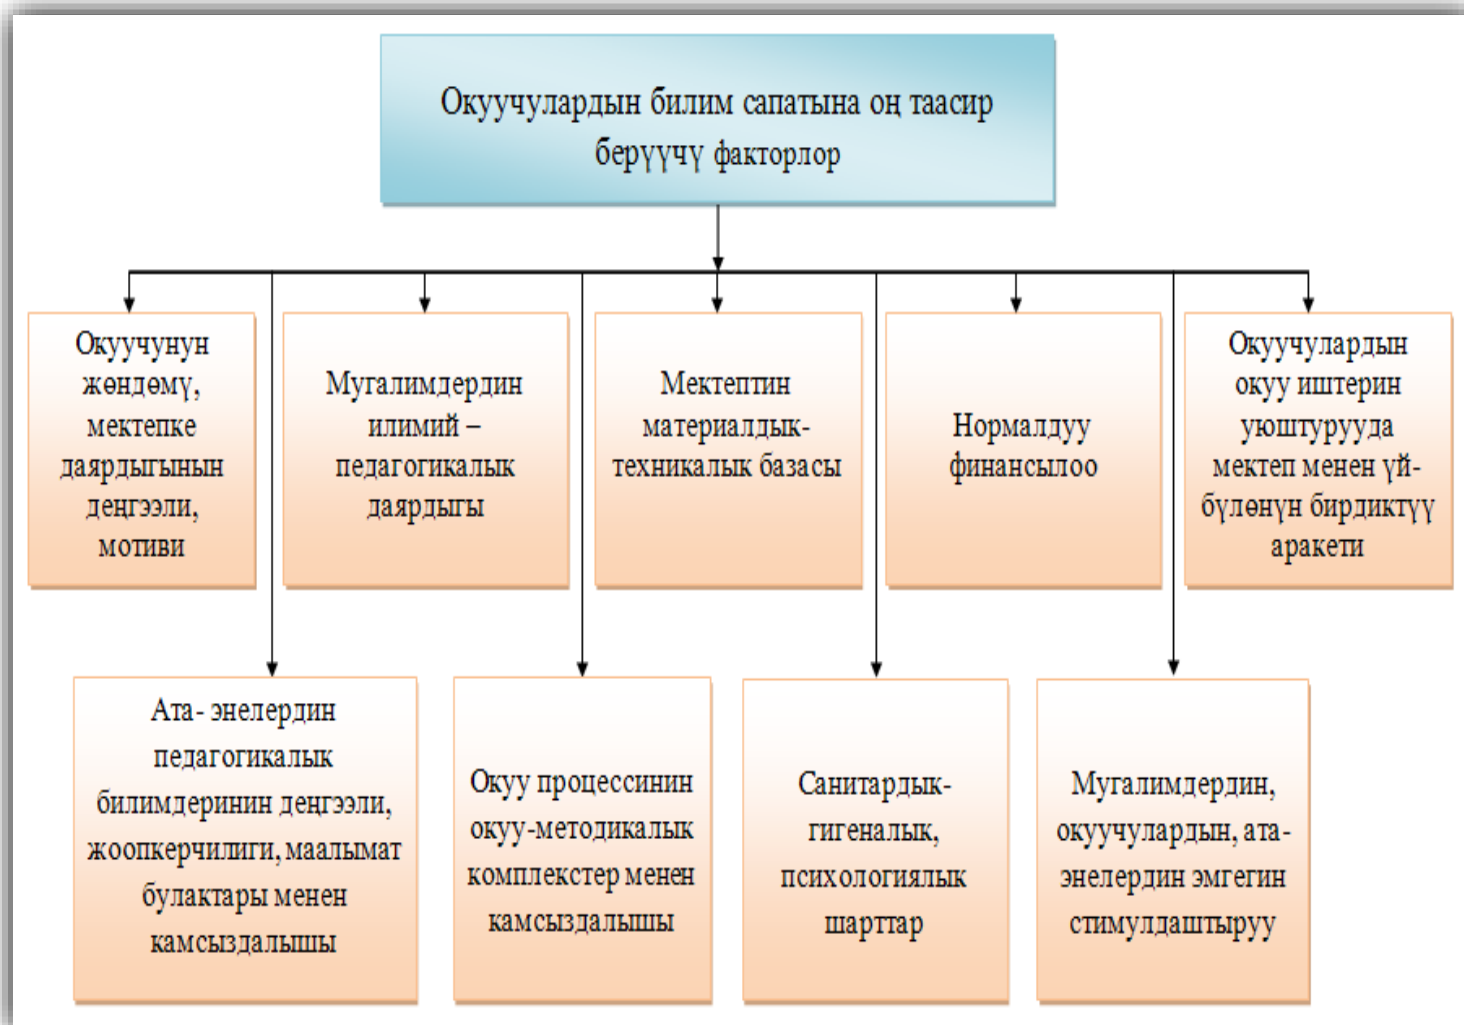 Окуучулардын билим сапатына оң таасир
берүүчү факторлор
Окуучунун
жөндөмү,
мектепке
даярдыгынын
деңгээли,
мотиви
Мугалимдердин
илимий –
педагогикалык
даярдыгы
Мектептин
материалдык-
техникалык базасы
Нормалдуу
финансылоо
Окуучулардын
окуу иштерин
уюштурууда
мектеп менен үй-
бүлөнүн бирдиктүү
аракети
Ата- энелердин
педагогикалык
билимдеринин деңгээли,
жоопкерчилиги, маалымат
булактары менен
камсыздалышы
Окуу процессинин
окуу-методикалык
комплекстер менен
камсыздалышы
Санитардык-
гигеналык,
психологиялык
шарттар
Мугалимдердин,
окуучулардын, ата-
энелердин эмгегин
стимулдаштыруу